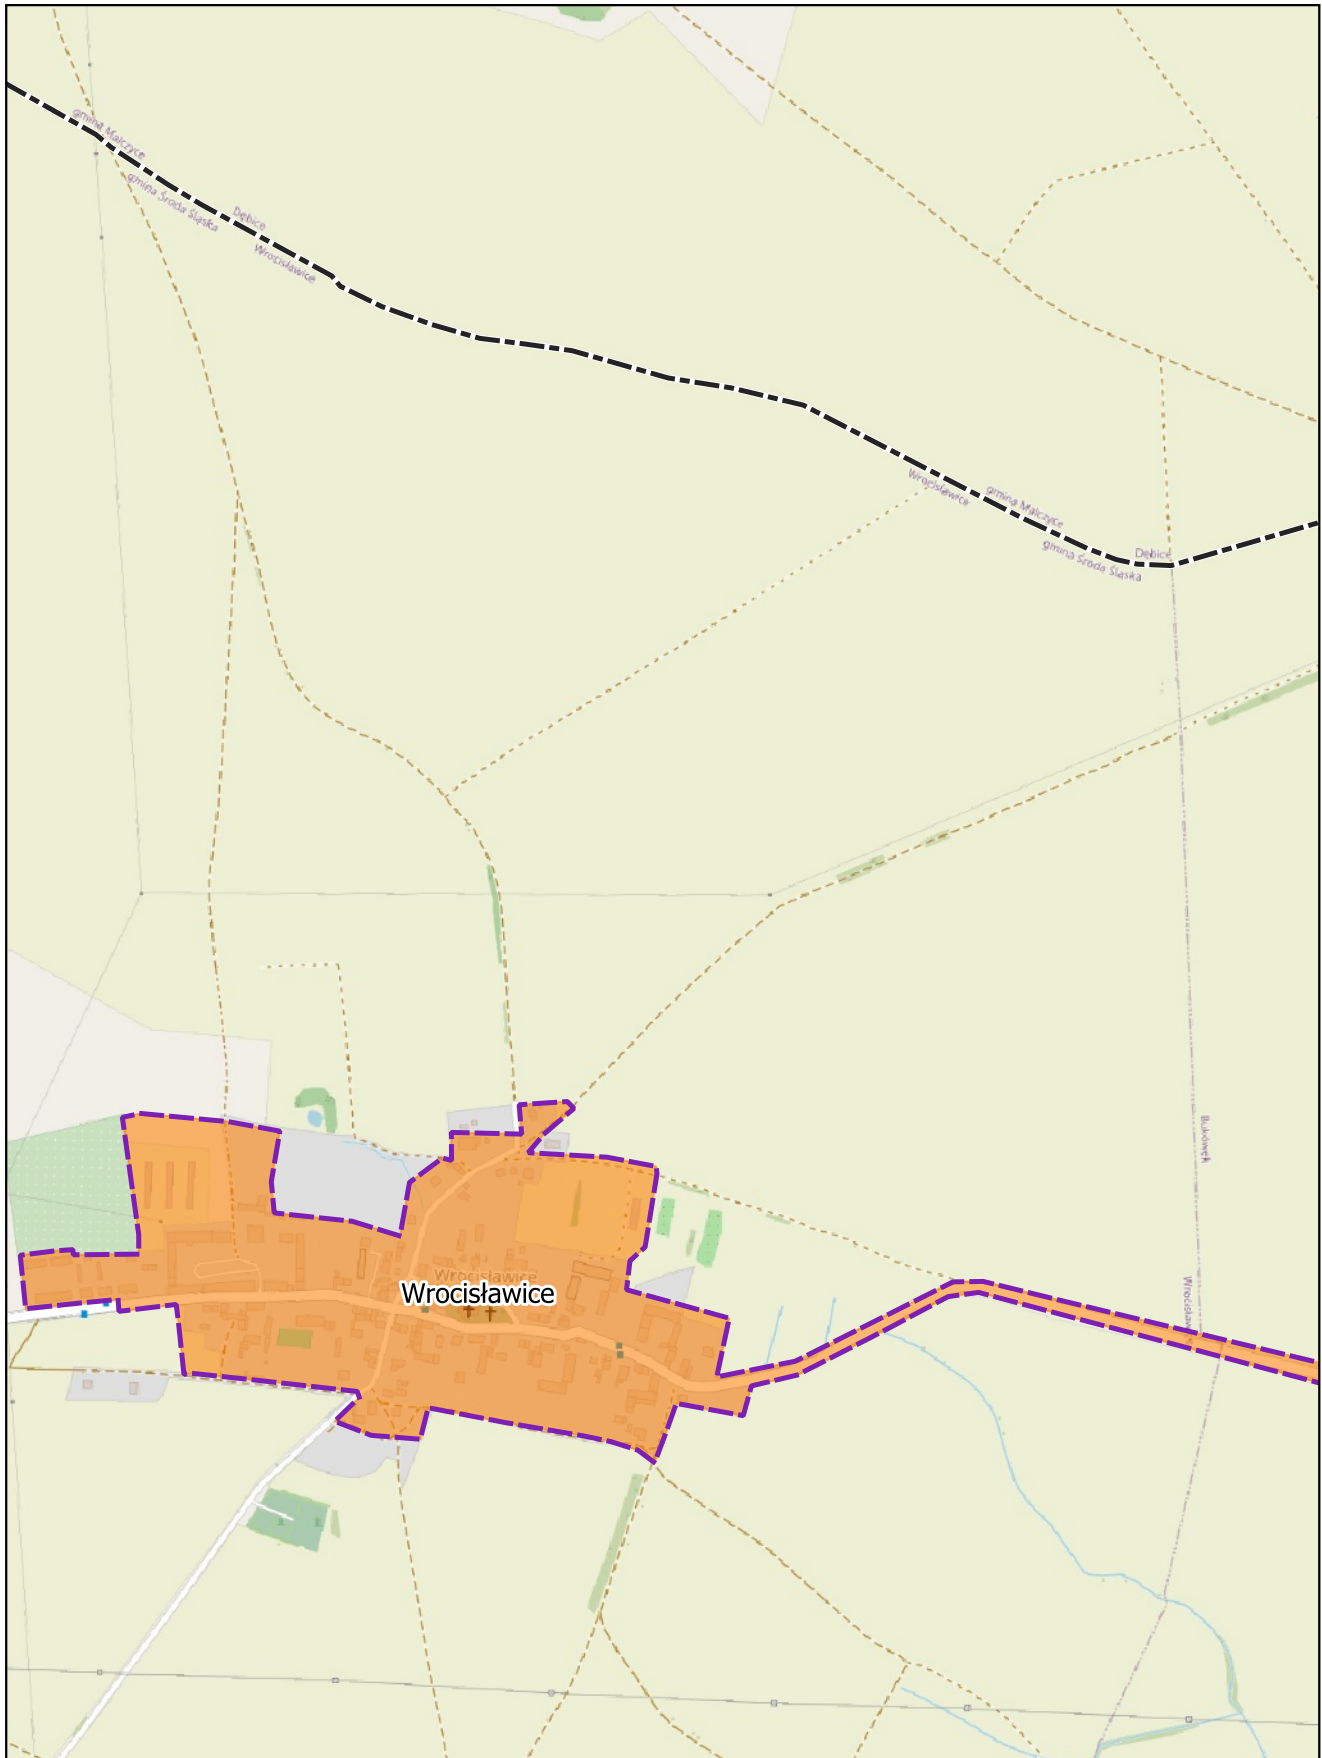 gmina Malczyce
gmina Środa Śląska
Dębice
Wrocisławice
Wrocisławice
gmina Malczyce
gmina Środa Śląska
Dębice
Bukówek
Wrocisławice
Wrocisławice
Wrocisławice